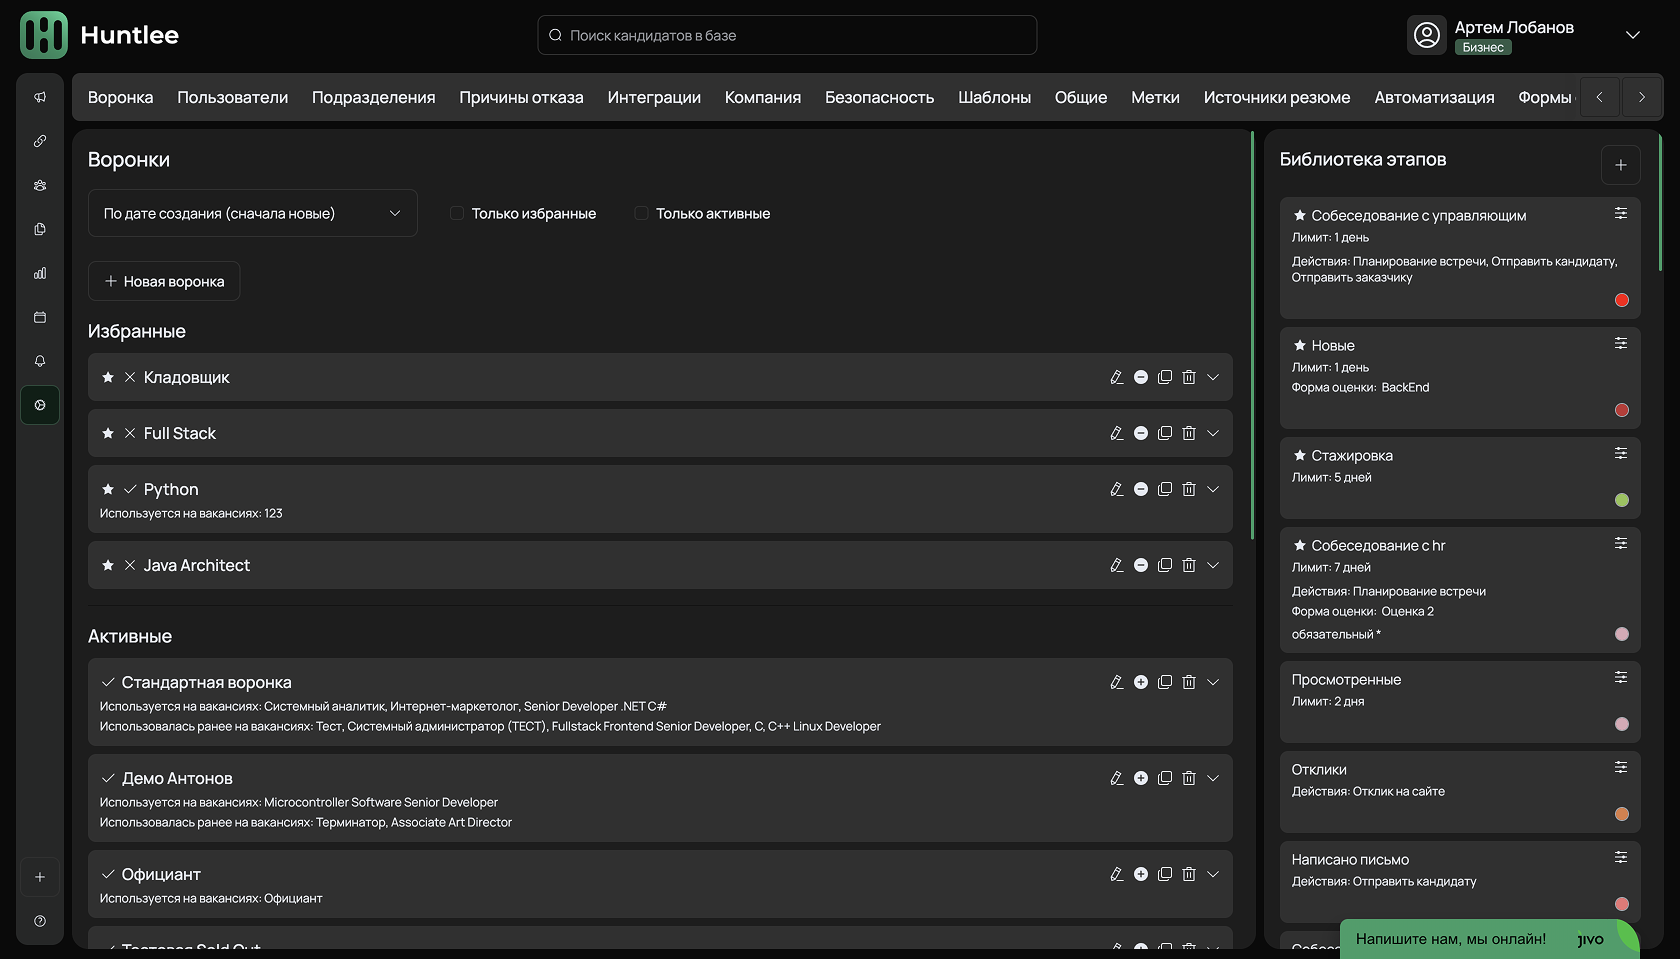 Huntlee
Поиск кандидатов в базе
Артем Лобанов
Бизнес
Воронка Пользователи Подразделения Причины отказа Интеграции Компания Безопасность Шаблоны Общие Метки Источники резюме Автоматизация Формы
Воронки
По дате создания (сначала новые)
Только избранные
Только активные
Новая воронка
Избранные
Кладовщик
Full Stack
Python
Используется на вакансиях: 123
Java Architect
Активные
Стандартная воронка
Используется на вакансиях: Системный аналитик, Интернет-маркетолог, Senior Developer .NET C#
Использовалась ранее на вакансиях: Тест, Системный администратор (ТЕСТ), Fullstack Frontend Senior Developer, C, C++ Linux Developer
Демо Антонов
Используется на вакансиях: Microcontroller Software Senior Developer
Использовалась ранее на вакансиях: Терминатор, Associate Art Director
Официант
Используется на вакансиях: Официант
Тестовая Sold Out
Библиотека этапов
Собеседование с управляющим
Лимит: 1 день
Действия: Планирование встречи, Отправить кандидату,
Отправить заказчику
Новые
Лимит: 1 день
Форма оценки: BackEnd
Стажировка
Лимит: 5 дней
Собеседование с hr
Лимит: 7 дней
Действия: Планирование встречи
Форма оценки: Оценка 2
обязательный *
Просмотренные
Лимит: 2 дня
Отклики
Действия: Отклик на сайте
Написано письмо
Действия: Отправить кандидату
Напишите нам, мы онлайн!
jivo